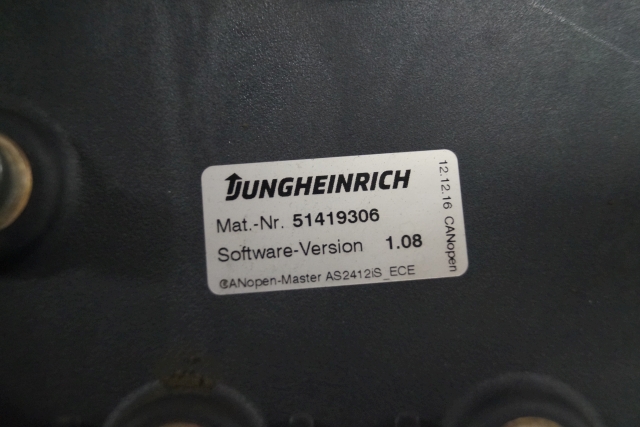 JUNGHEINRICH
Mat.-Nr. 51419306
Software-Version 1.08
CANopen-Master AS2412iS_ECE
12.12.16 CANopen